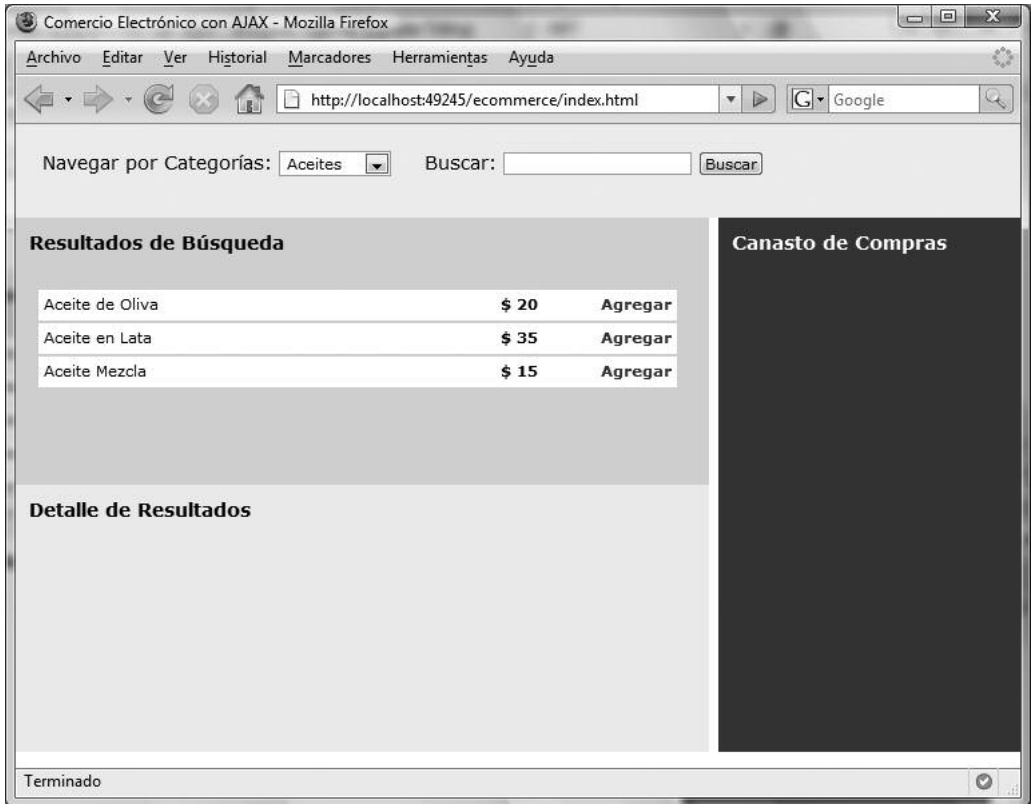 Comercio Electrónico con AJAX - Mozilla Firefox
Archivo Editar Ver Historial Marcadores Herramientas Ayuda
http://localhost:49245/ecommerce/index.html G Google
Navegar por Categorías: Aceites Buscar: Buscar
Resultados de Búsqueda
Canasto de Compras
Aceite de Oliva $ 20 Agregar
Aceite en Lata $ 35 Agregar
Aceite Mezcla $ 15 Agregar
Detalle de Resultados
Terminado